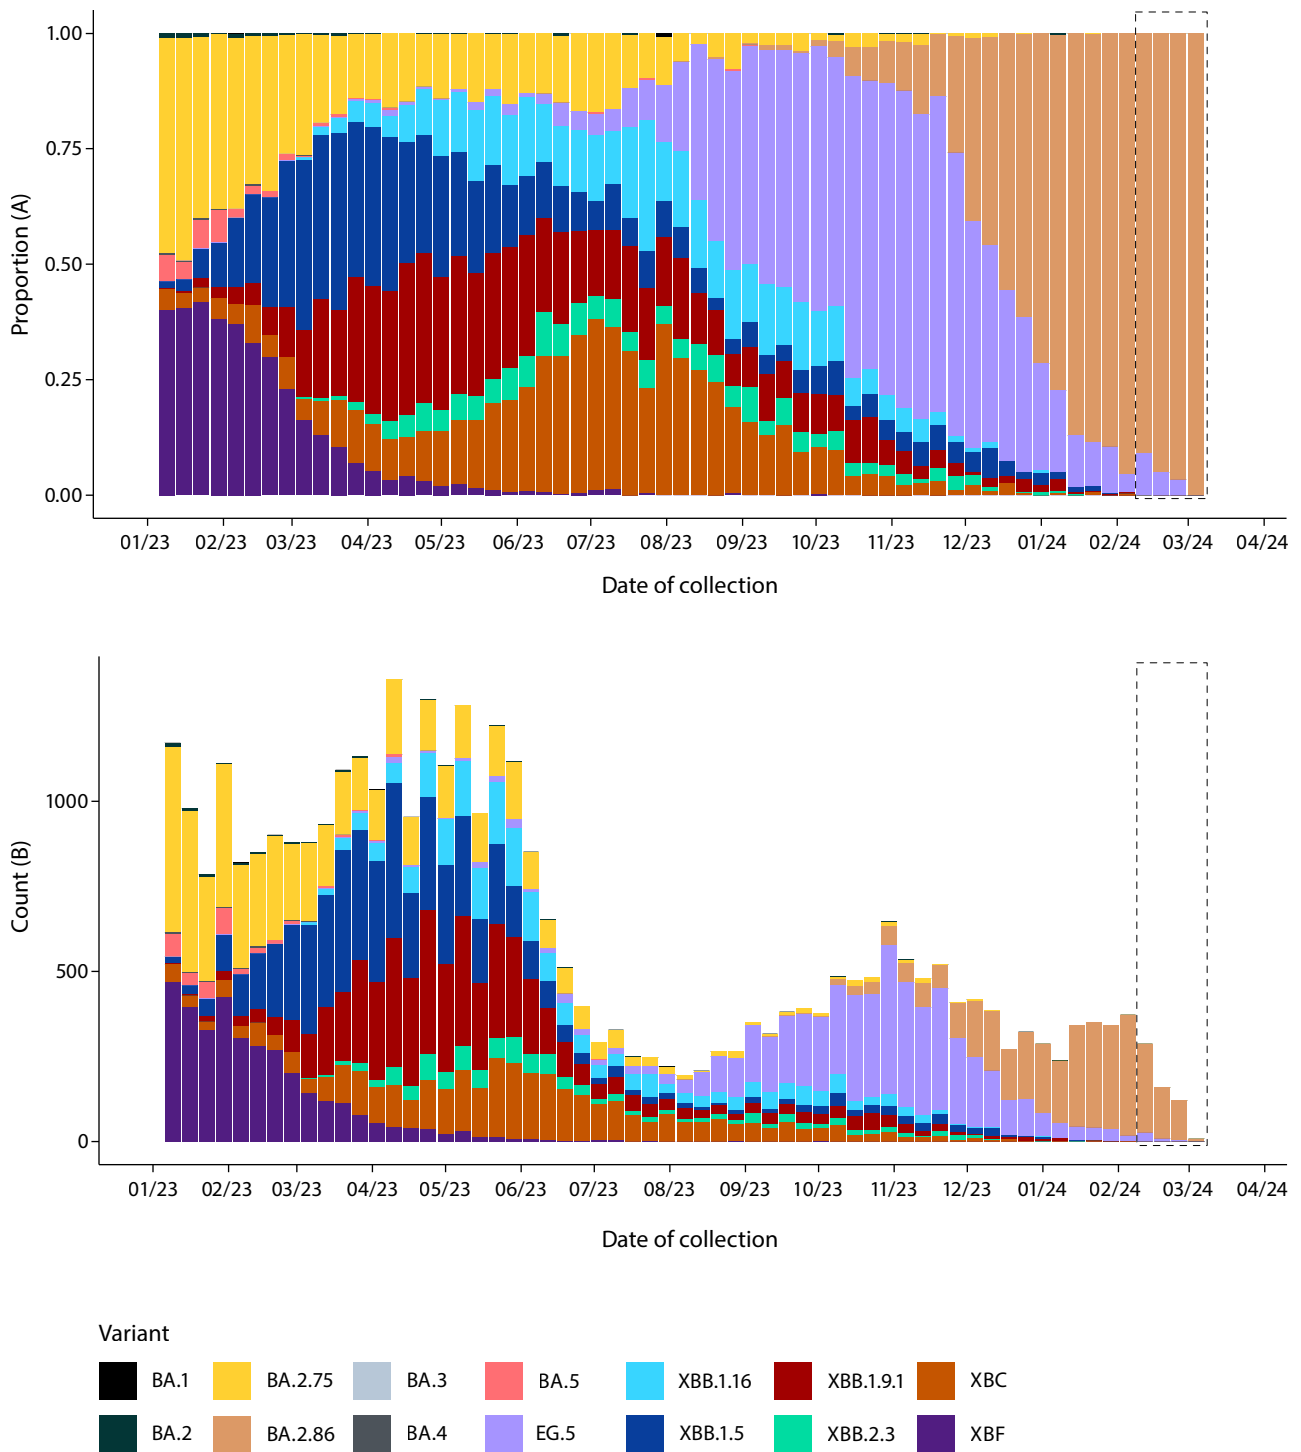 Proportion (A)
1.00
0.75
0.50
0.25
0.00
01/23 02/23 03/23 04/23 05/23 06/23 07/23 08/23 09/23 10/23 11/23 12/23 01/24 02/24 03/24 04/24
Date of collection
Count (B)
1000
500
0
01/23 02/23 03/23 04/23 05/23 06/23 07/23 08/23 09/23 10/23 11/23 12/23 01/24 02/24 03/24 04/24
Date of collection
Variant
BA.1 BA.2.75 BA.3 BA.5 XBB.1.16 XBB.1.9.1 XBC
BA.2 BA.2.86 BA.4 EG.5 XBB.1.5 XBB.2.3 XBF